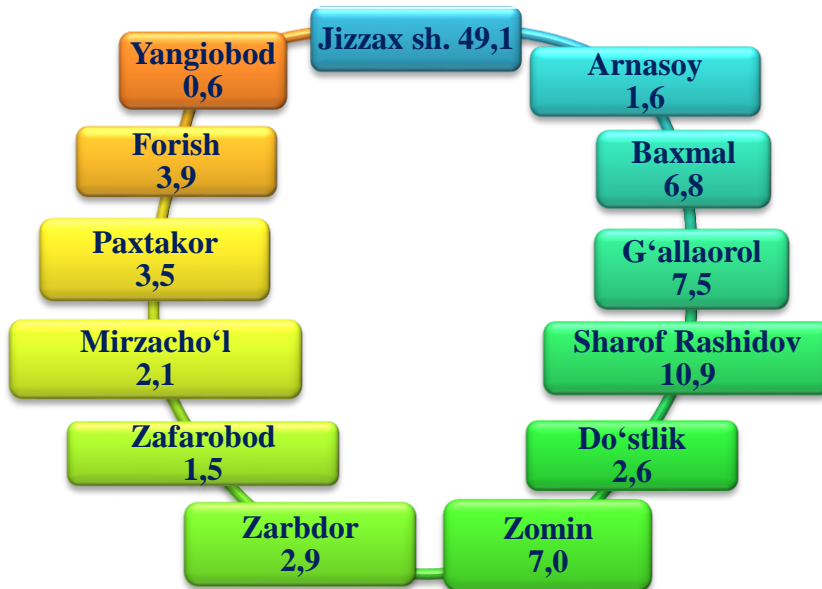 Jizzax sh. 49,1
Arnasoy
1,6
Baxmal
6,8
G‘allaorol
7,5
Sharof Rashidov
10,9
Do‘stlik
2,6
Zomin
7,0
Zarbdor
2,9
Zafarobod
1,5
Mirzacho‘l
2,1
Paxtakor
3,5
Forish
3,9
Yangiobod
0,6